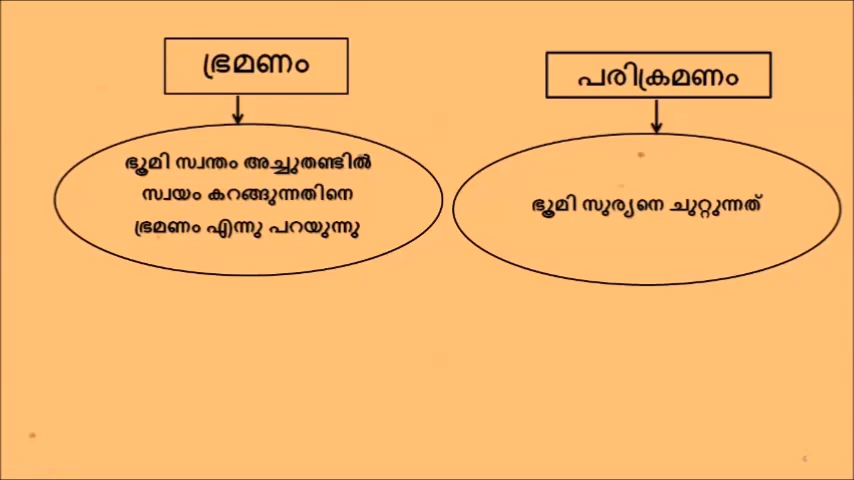 ഭ്രമണം
ഭൂമി സ്വന്തം അച്ചുതണ്ടിൽ
സ്വയം കറങ്ങുന്നതിനെ
ഭ്രമണം എന്നു പറയുന്നു
പരിക്രമണം
ഭൂമി സുര്യനെ ചുറ്റുന്നത്